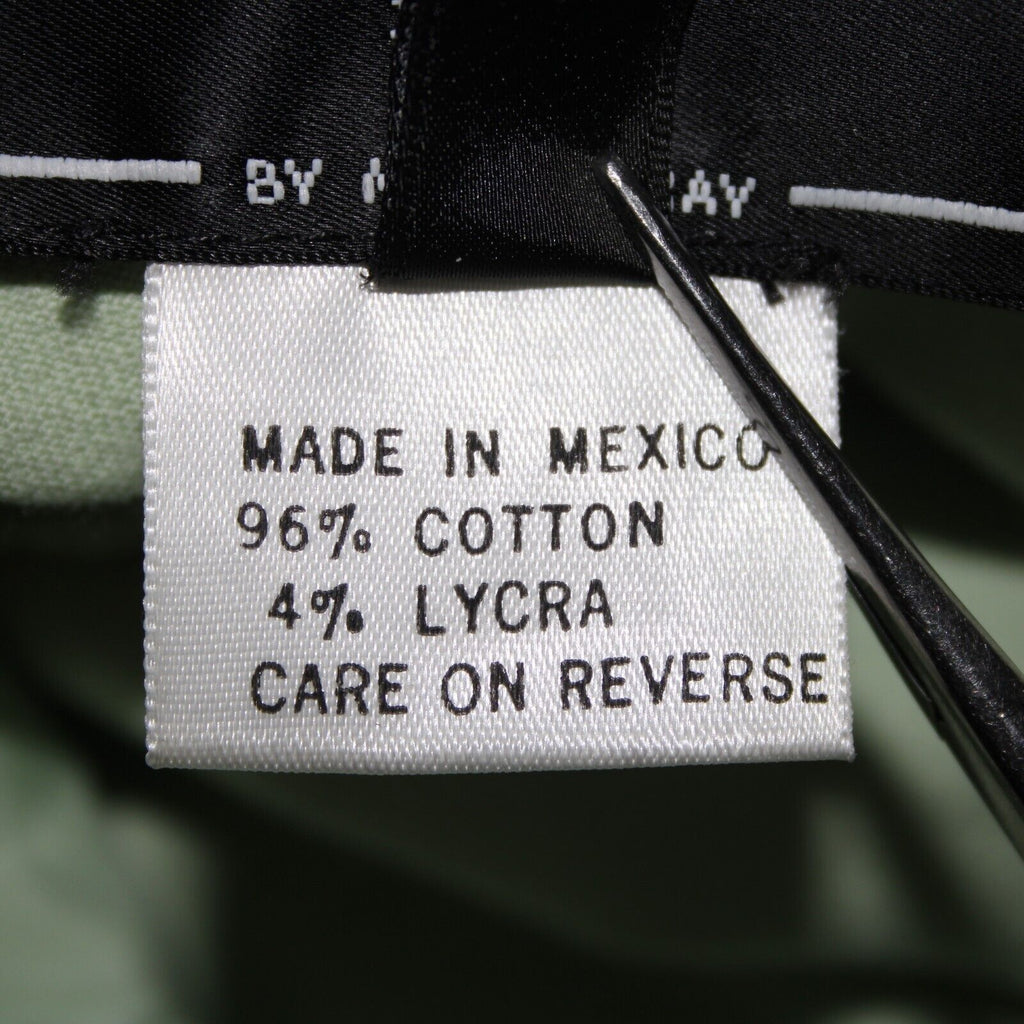 BY
MADE IN MEXICO
96% COTTON
4% LYCRA
CARE ON REVERSE